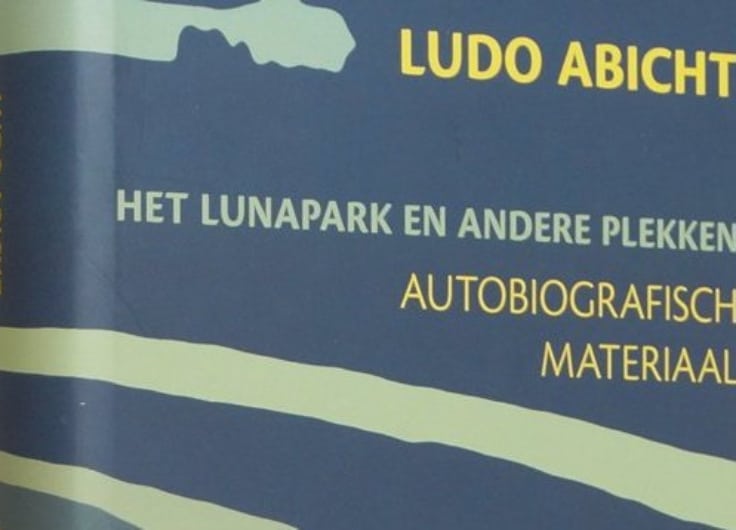 LUDO ABICHT
HET LUNAPARK EN ANDERE PLEKKEN
AUTOBIOGRAFISCH
MATERIAAL